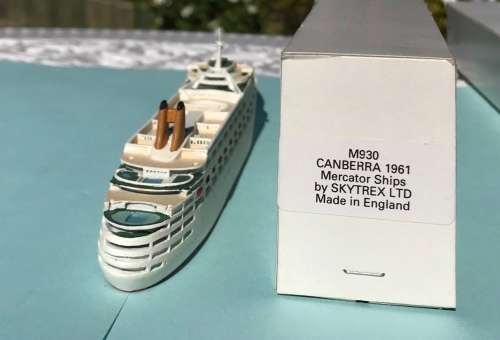 M930
CANBERRA 1961
Mercator Ships
by SKYTREX LTD
Made in England